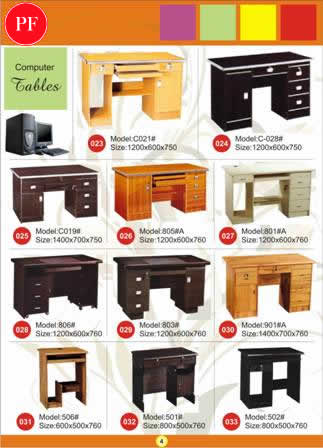 PF
Computer
Tables
023
Model:C021#
Size:1200x600x750
024
Model:C-028#
Size:1200x600x750
025
Model:C019#
Size:1400x700x750
026
Model:805#A
Size:1200x600x760
027
Model:801#A
Size:1200x600x760
028
Model:806#
Size:1200x600x760
029
Model:803#
Size:1200x600x760
030
Model:901#A
Size:1400x700x760
031
Model:506#
Size:600x500x760
032
Model:501#
Size:800x500x760
033
Model:502#
Size:800x500x760
4